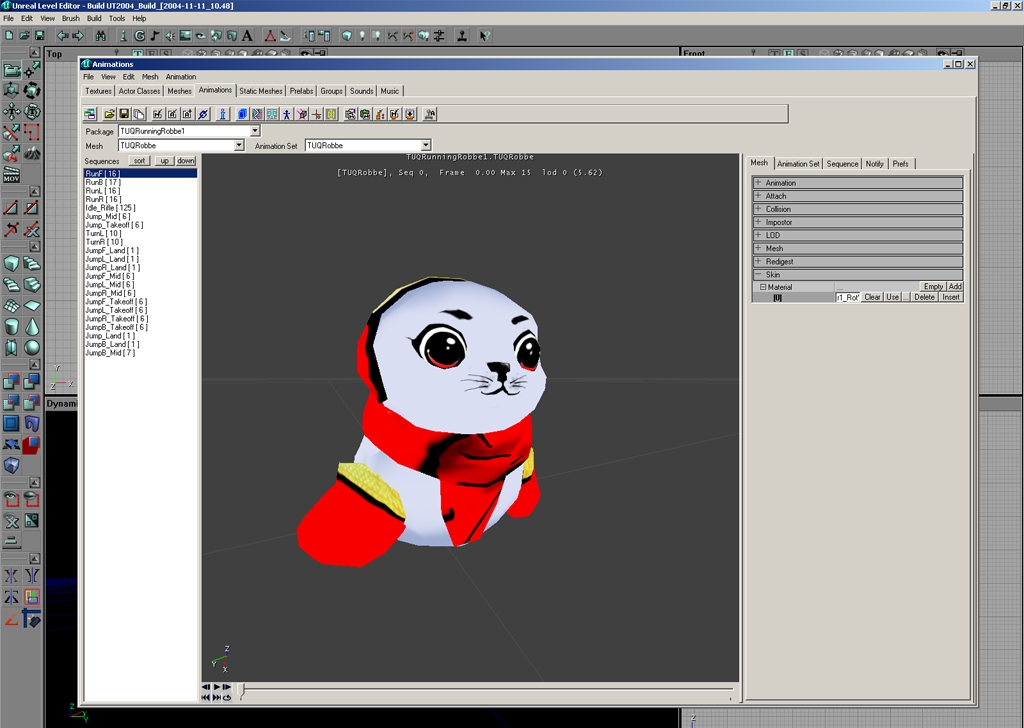 Unreal Level Editor - Build UT2004_Build_[2004-11-11_10.48]
File Edit View Brush Build Tools Help
Top
Front
Animations
File View Edit Mesh Animation
Textures Actor Classes Meshes Animations Static Meshes Prefabs Groups Sounds Music
Package TUQRunningRobbe1
Mesh TUQRobbe Animation Set TUQRobbe
Sequences sort up down
TUQRunningRobbe1.TUQRobbe
[TUQRobbe], Seq 0, Frame 0.00 Max 15 lod 0 (5.62)
RunF [ 16 ]
RunB [ 17 ]
RunL [ 16 ]
RunR [ 16 ]
Idle_Rifle [ 125 ]
Jump_Mid [ 6 ]
Jump_Takeoff [ 6 ]
TurnL [ 10 ]
TurnR [ 10 ]
JumpF_Land [ 1 ]
JumpL_Land [ 1 ]
JumpR_Land [ 1 ]
JumpF_Mid [ 6 ]
JumpL_Mid [ 6 ]
JumpR_Mid [ 6 ]
JumpF_Takeoff [ 6 ]
JumpL_Takeoff [ 6 ]
JumpR_Takeoff [ 6 ]
JumpB_Takeoff [ 6 ]
Jump_Land [ 1 ]
JumpB_Land [ 1 ]
JumpB_Mid [ 7 ]
Mesh Animation Set Sequence Notify Prefs
Animation
Attach
Collision
Impostor
LOD
Mesh
Redigest
Skin
Material ... Empty Add
[0] r1_Rot' Clear Use ... Delete Insert
MOV
Dynami
Z
Y
X
Y
Z X
Z
Y
Z